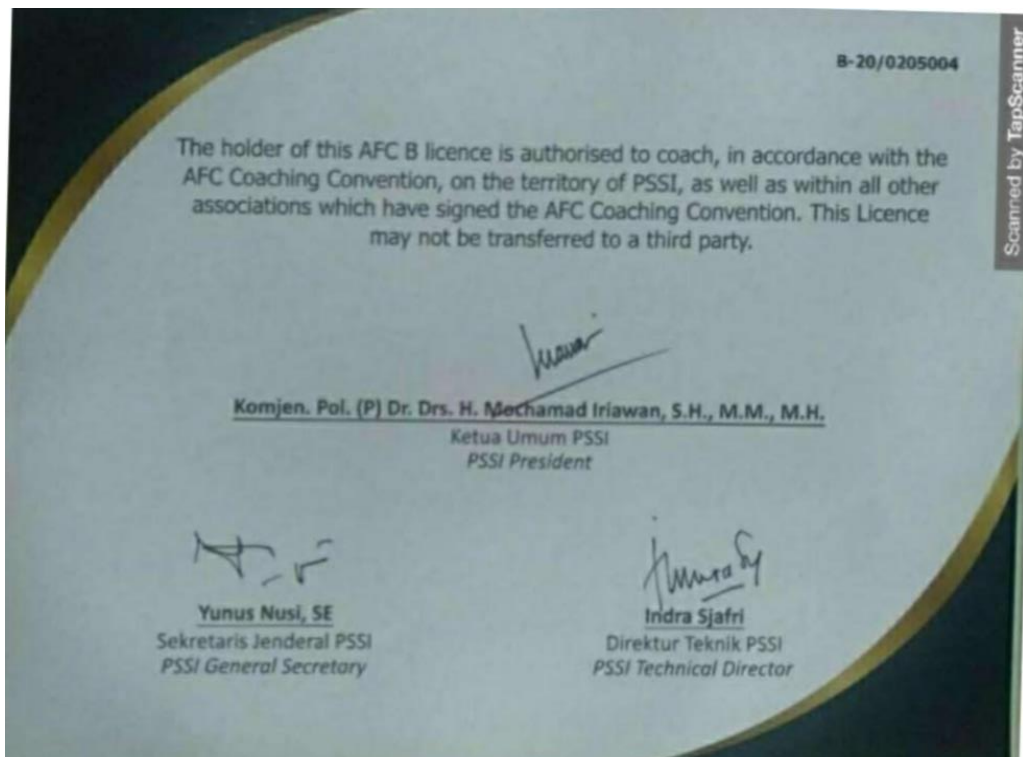 B-20/0205004
Scanned by TapScanner
The holder of this AFC B licence is authorised to coach, in accordance with the
AFC Coaching Convention, on the territory of PSSI, as well as within all other
associations which have signed the AFC Coaching Convention. This Licence
may not be transferred to a third party.
Komjen. Pol. (P) Dr. Drs. H. Mochamad Iriawan, S.H., M.M., M.H.
Ketua Umum PSSI
PSSI President
Yunus Nusi, SE
Sekretaris Jenderal PSSI
PSSI General Secretary
Indra Sjafri
Direktur Teknik PSSI
PSSI Technical Director